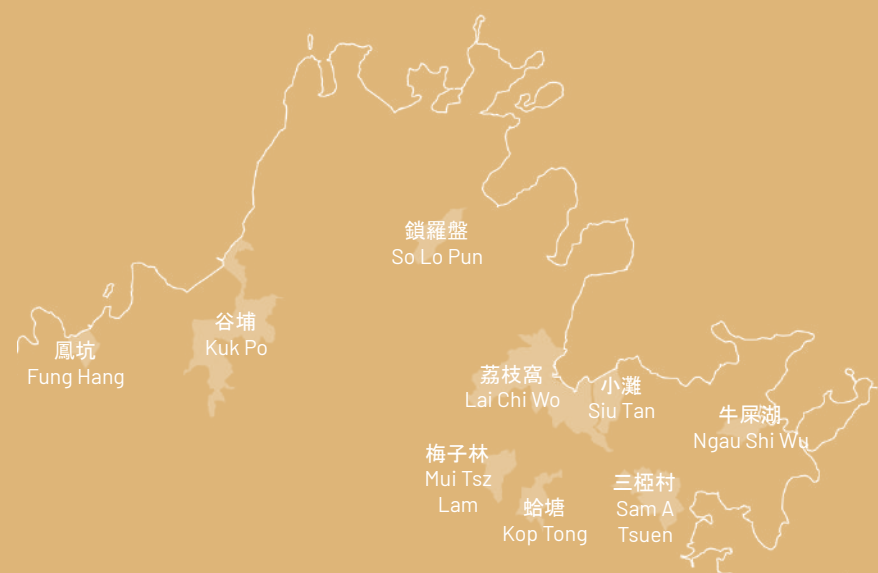 鎖羅盤
So Lo Pun
谷埔
Kuk Po
鳳坑
Fung Hang
荔枝窩
Lai Chi Wo
小灘
Siu Tan
牛屎湖
Ngau Shi Wu
梅子林
Mui Tsz
Lam
蛤塘
Kop Tong
三椏村
Sam A
Tsuen